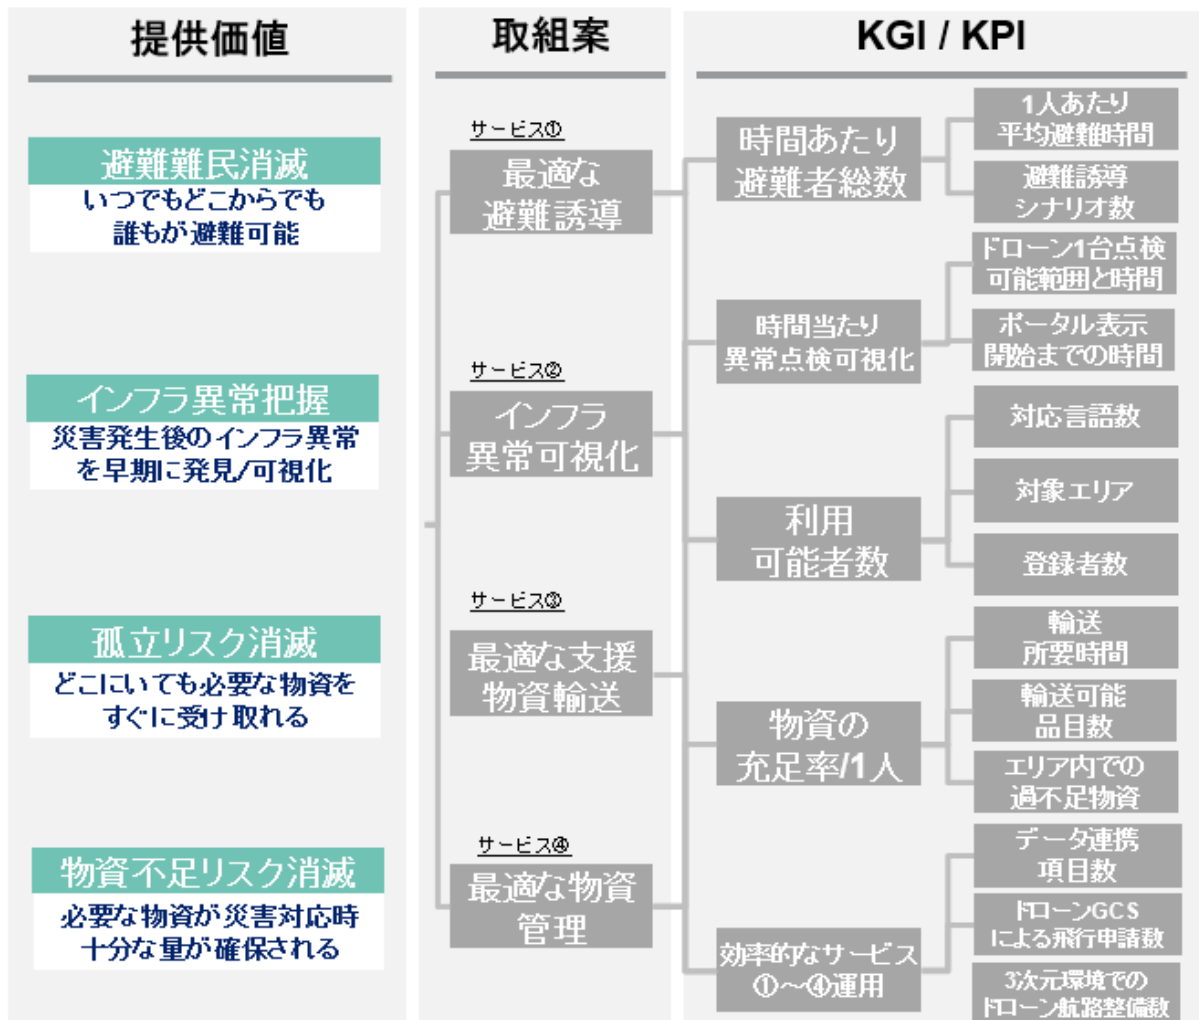 提供価値
避難難民消滅
いつでもどこからでも
誰もが避難可能
インフラ異常把握
災害発生後のインフラ異常
を早期に発見/可視化
孤立リスク消滅
どこにいても必要な物資を
すぐに受け取れる
物資不足リスク消滅
必要な物資が災害対応時
十分な量が確保される
取組案
サービス①
最適な
避難誘導
サービス②
インフラ
異常可視化
サービス③
最適な支援
物資輸送
サービス④
最適な物資
管理
KGI / KPI
時間あたり
避難者総数
1人あたり
平均避難時間
避難誘導
シナリオ数
時間当たり
異常点検可視化
ドローン1台点検
可能範囲と時間
ポータル表示
開始までの時間
利用
可能者数
対応言語数
対象エリア
登録者数
物資の
充足率/1人
輸送
所要時間
輸送可能
品目数
エリア内での
過不足物資
効率的なサービス
①～④運用
データ連携
項目数
ドローンGCS
による飛行申請数
3次元環境での
ドローン航路整備数